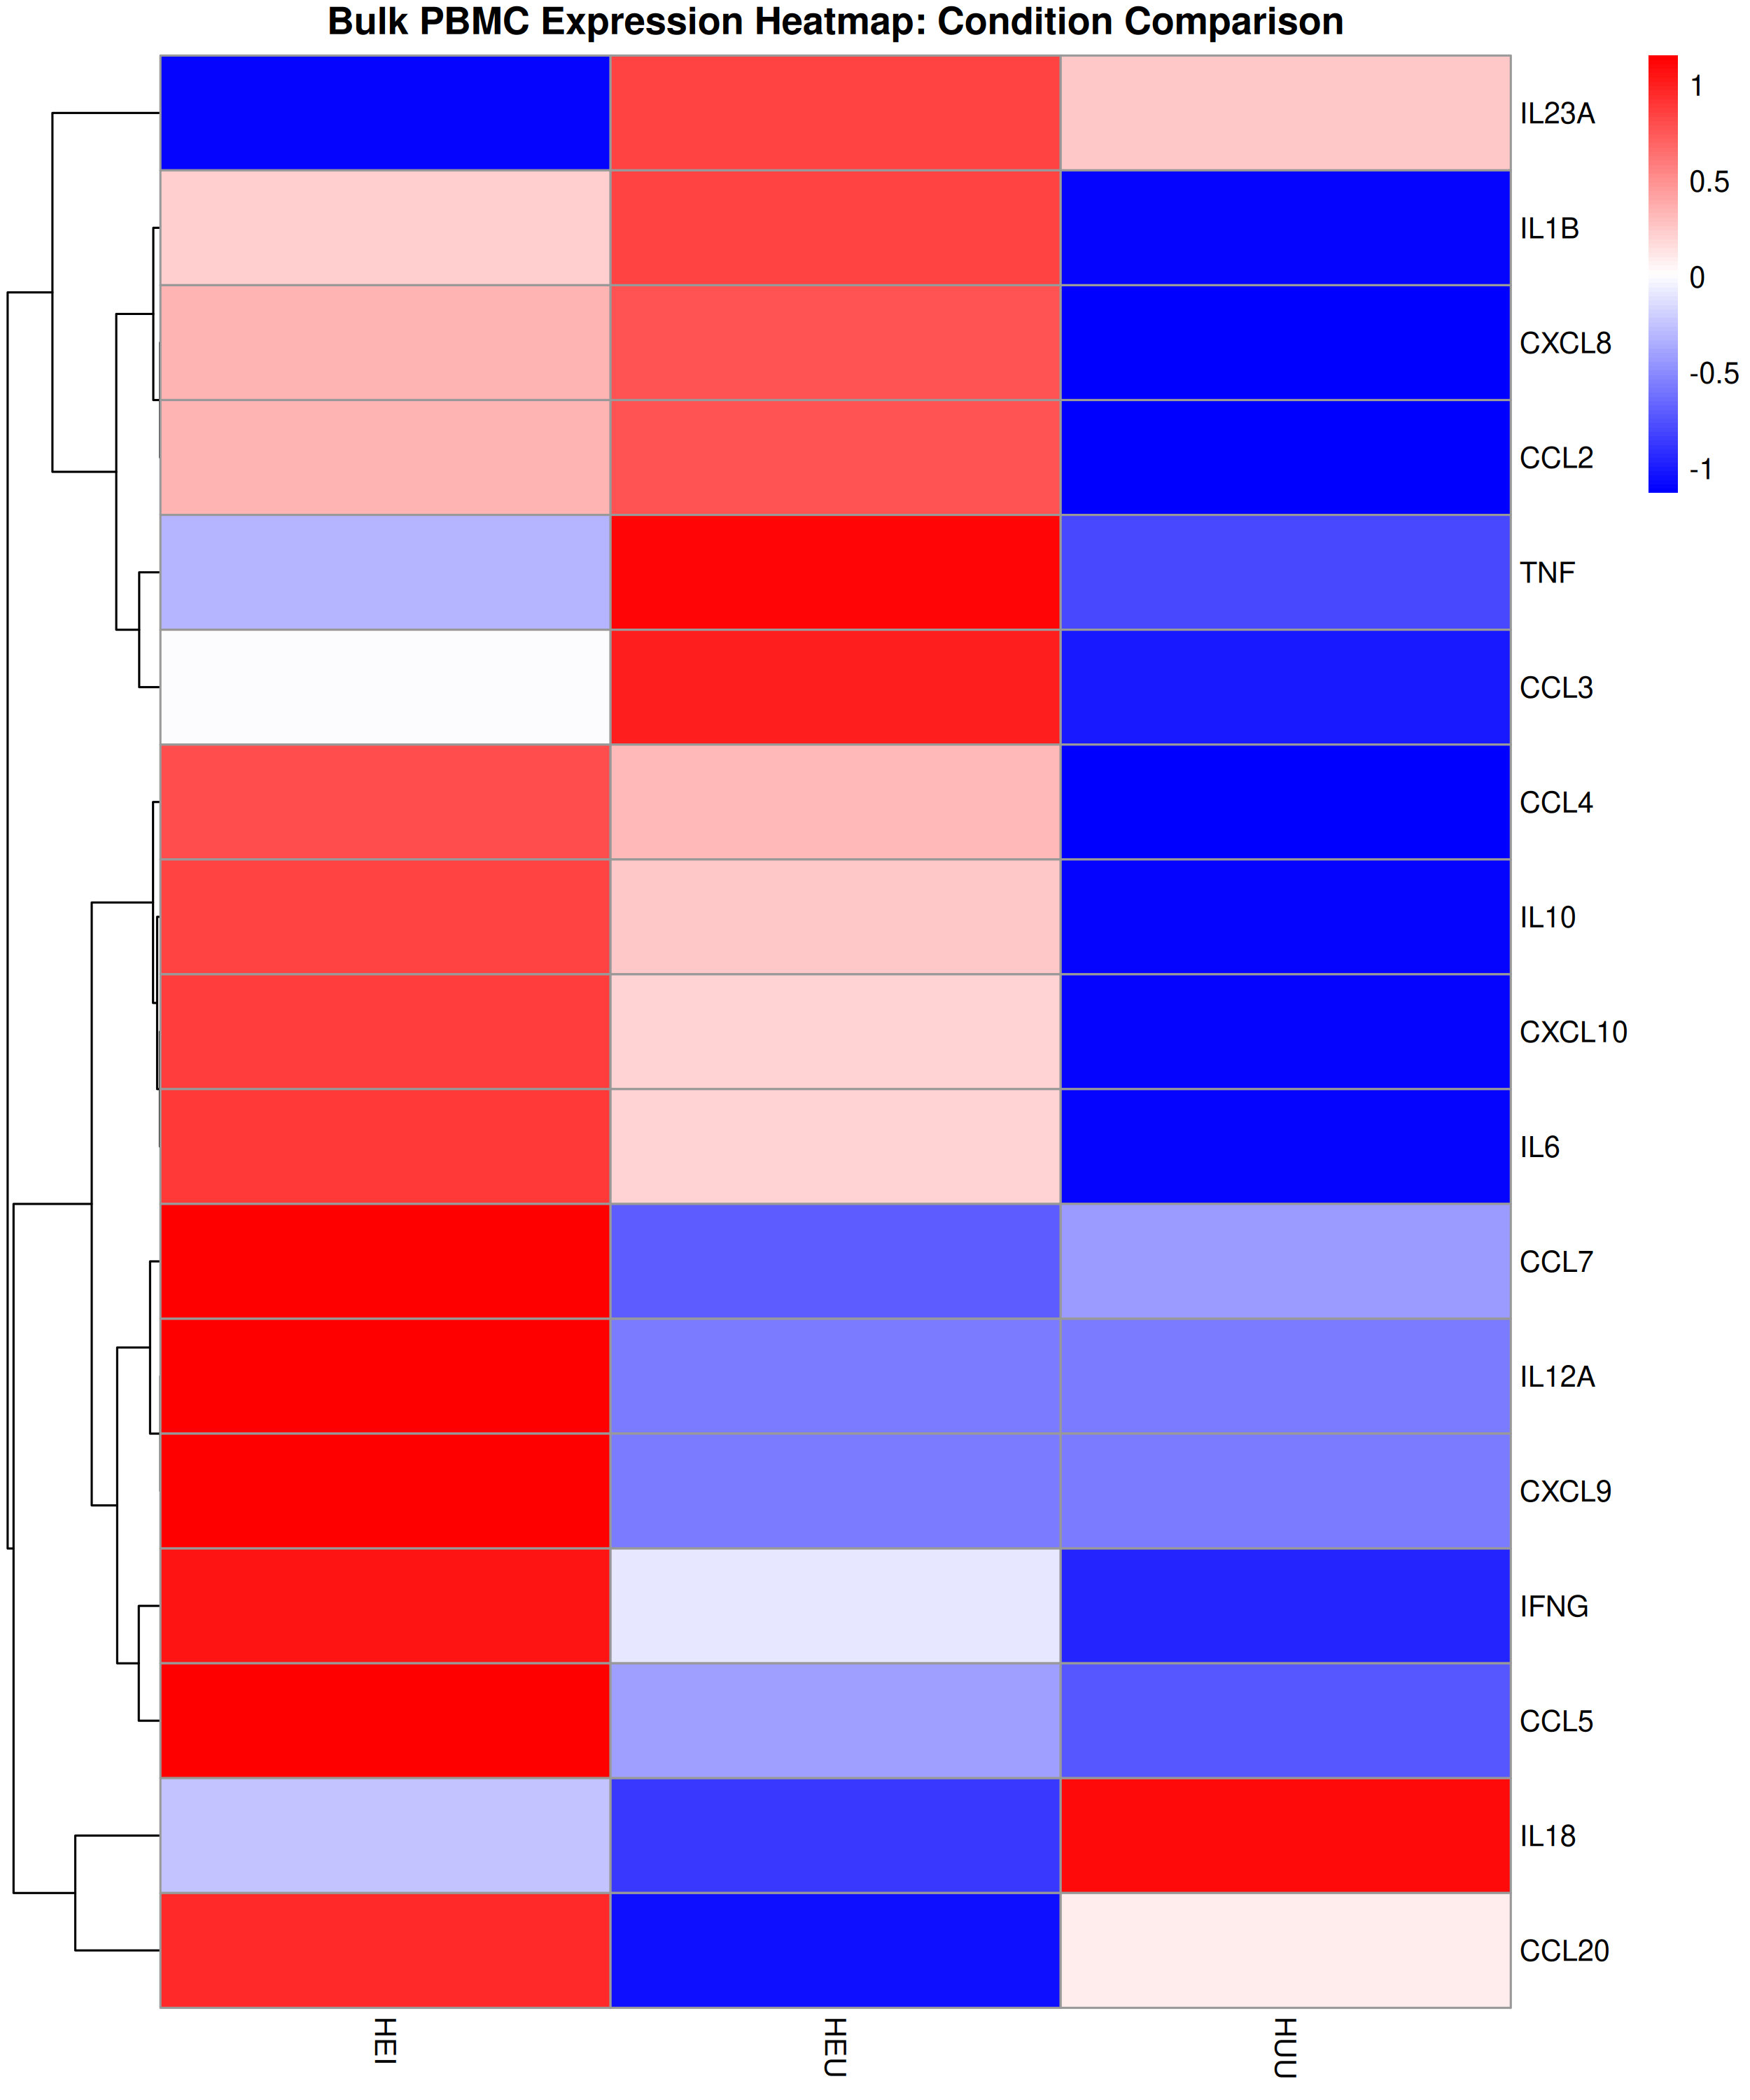 Bulk PBMC Expression Heatmap: Condition Comparison
1
0.5
0
-0.5
-1
IL23A
IL1B
CXCL8
CCL2
TNF
CCL3
CCL4
IL10
CXCL10
IL6
CCL7
IL12A
CXCL9
IFNG
CCL5
IL18
CCL20
HEI
HEU
HUU